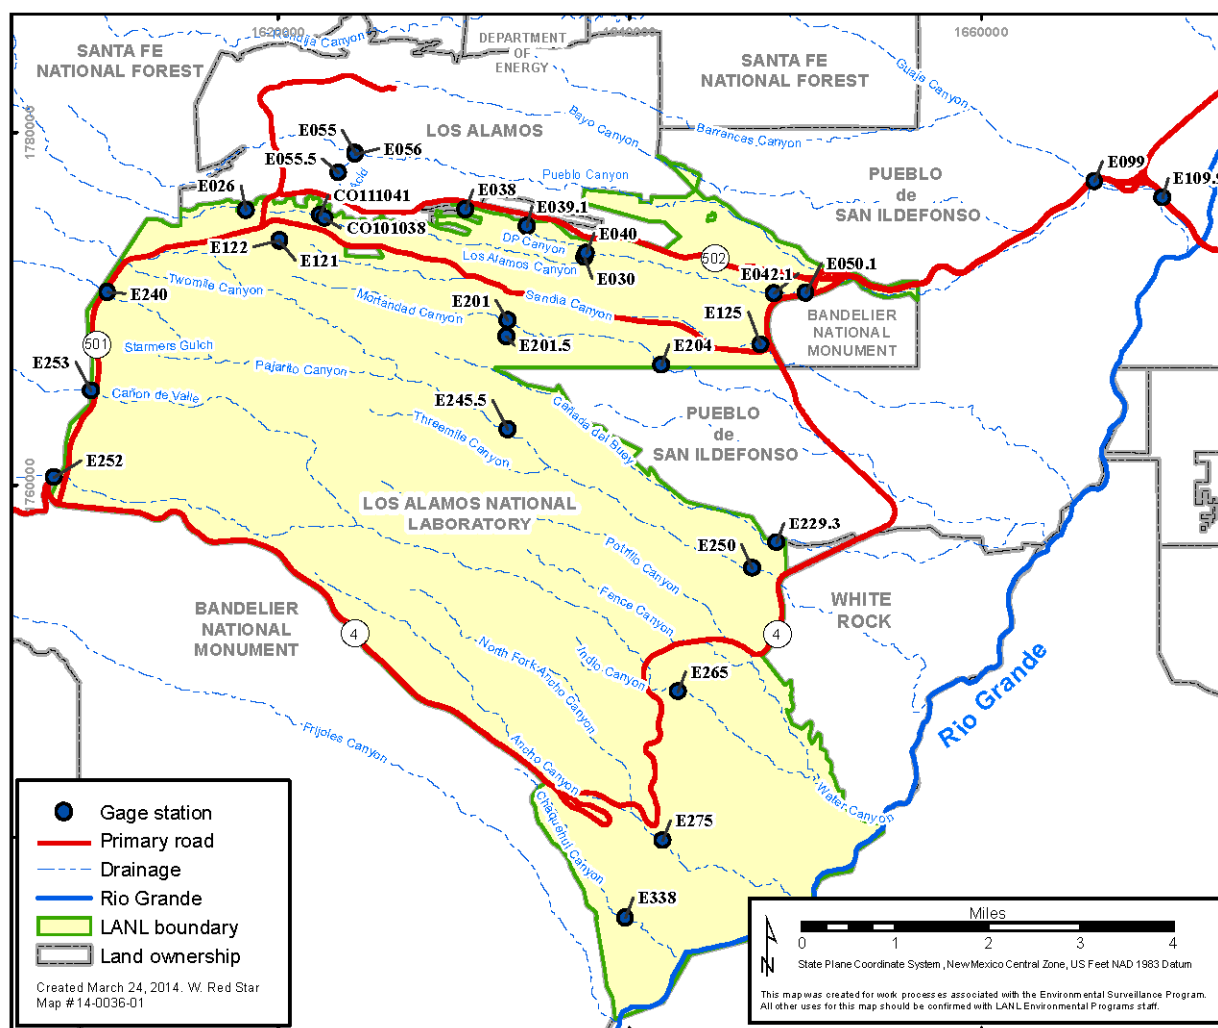 1620000
1660000
SANTA FE
NATIONAL FOREST
DEPARTMENT
OF
ENERGY
SANTA FE
NATIONAL FOREST
Guaje Canyon
1780000
LOS ALAMOS
Bayo Canyon
Barrancas Canyon
E055
E056
E055.5
Acid
Pueblo Canyon
PUEBLO
de
SAN ILDEFONSO
E099
E109.9
E026
CO111041
E038
E039.1
CO101038
E040
E122
E121
DP Canyon
Los Alamos Canyon
E030
502
E042.1
E050.1
E240
Twomile Canyon
Mortandad Canyon
Sandia Canyon
E201
E125
BANDELIER
NATIONAL
MONUMENT
501
Starmers Gulch
E201.5
E204
E253
Pajarito Canyon
Cañon de Valle
E245.5
Threemile Canyon
Cañada del Buey
PUEBLO
de
SAN ILDEFONSO
E252
1760000
LOS ALAMOS NATIONAL
LABORATORY
E229.3
E250
Potrillo Canyon
Fence Canyon
BANDELIER
NATIONAL
MONUMENT
4
4
WHITE
ROCK
North Fork Ancho Canyon
Indio Canyon
E265
Rio Grande
Frijoles Canyon
Ancho Canyon
Water Canyon
Chaquehui Canyon
E275
E338
Gage station
Primary road
Drainage
Rio Grande
LANL boundary
Land ownership
Created March 24, 2014. W. Red Star
Map # 14-0036-01
Miles
0 1 2 3 4
State Plane Coordinate System, New Mexico Central Zone, US Feet NAD 1983 Datum
This map was created for work processes associated with the Environmental Surveillance Program.
All other uses for this map should be confirmed with LANL Environmental Programs staff.